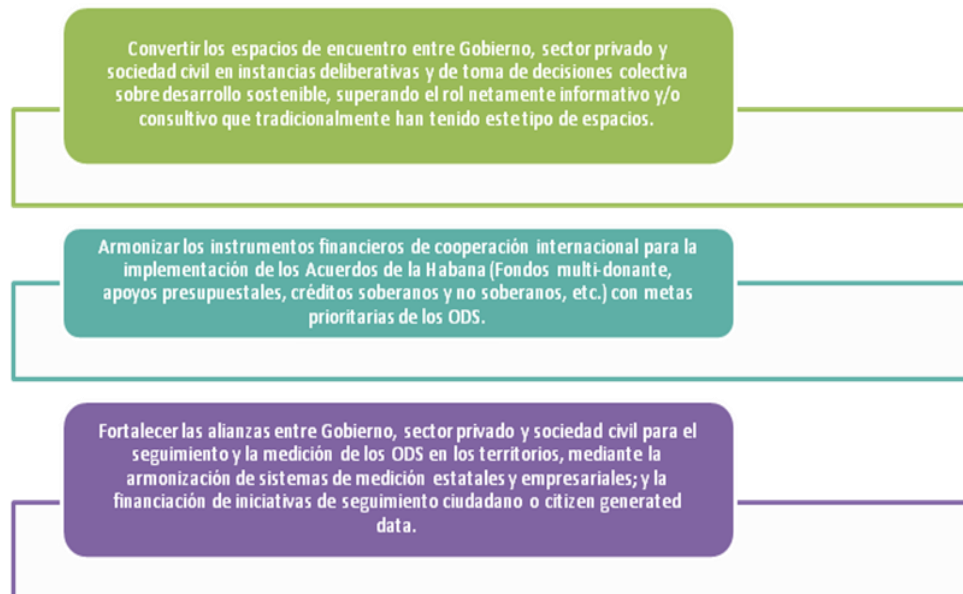 Convertir los espacios de encuentro entre Gobierno, sector privado y
sociedad civil en instancias deliberativas y de toma de decisiones colectiva
sobre desarrollo sostenible, superando el rol netamente informativo y/o
consultivo que tradicionalmente han tenido este tipo de espacios.
Armonizar los instrumentos financieros de cooperación internacional para la
implementación de los Acuerdos de la Habana (Fondos multi-donante,
apoyos presupuestales, créditos soberanos y no soberanos, etc.) con metas
prioritarias de los ODS.
Fortalecer las alianzas entre Gobierno, sector privado y sociedad civil para el
seguimiento y la medición de los ODS en los territorios, mediante la
armonización de sistemas de medición estatales y empresariales; y la
financiación de iniciativas de seguimiento ciudadano o citizen generated
data.